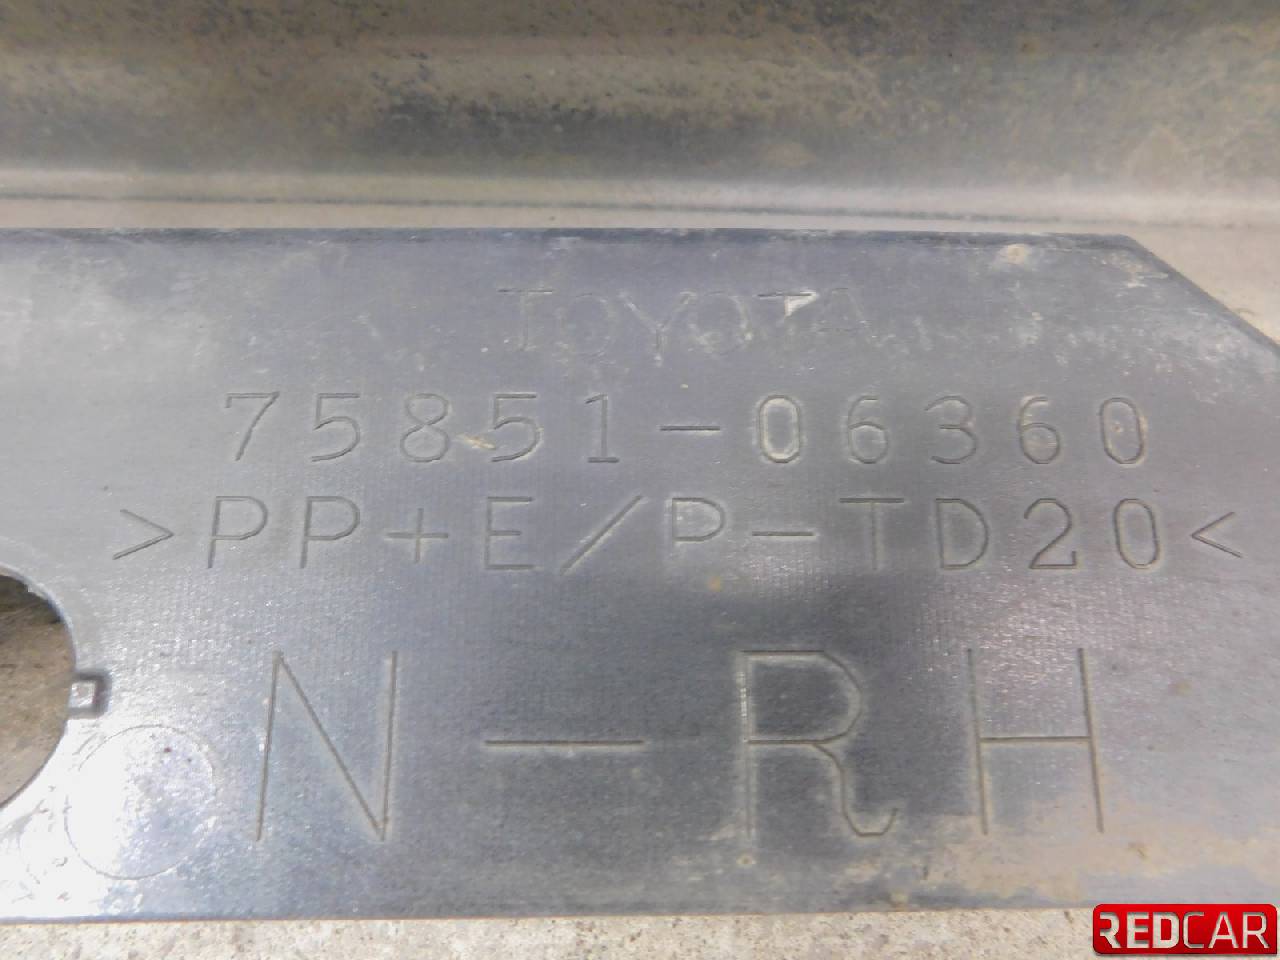 TOYOTA
75851-06360
>PP+E/P-TD20<
N-RH
REDCAR